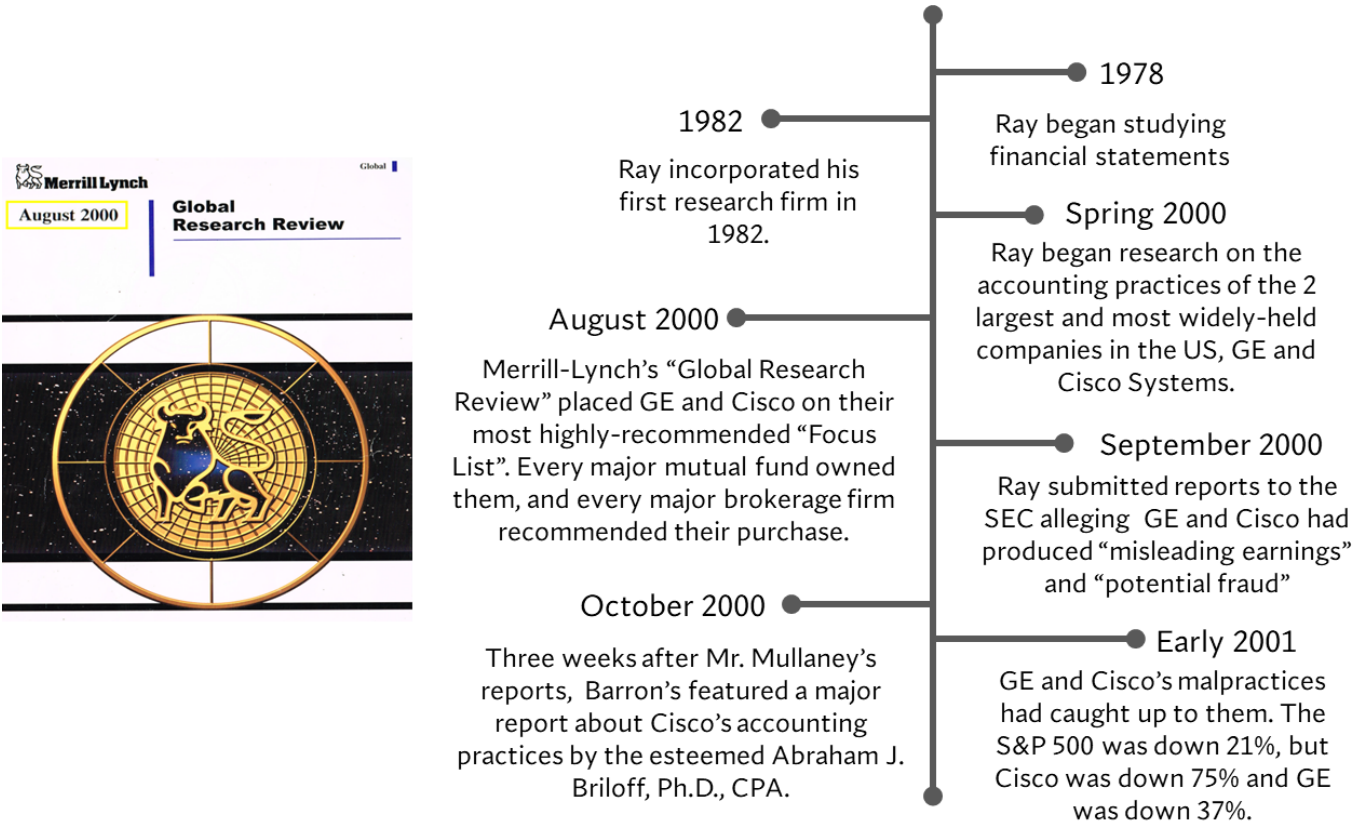 Merrill Lynch
Global
August 2000
Global
Research Review
1978
Ray began studying
financial statements
1982
Ray incorporated his
first research firm in
1982.
Spring 2000
Ray began research on the
accounting practices of the 2
largest and most widely-held
companies in the US, GE and
Cisco Systems.
August 2000
Merrill-Lynch's “Global Research
Review” placed GE and Cisco on their
most highly-recommended “Focus
List”. Every major mutual fund owned
them, and every major brokerage firm
recommended their purchase.
September 2000
Ray submitted reports to the
SEC alleging GE and Cisco had
produced “misleading earnings”
and “potential fraud”
October 2000
Three weeks after Mr. Mullaney's
reports, Barron's featured a major
report about Cisco's accounting
practices by the esteemed Abraham J.
Briloff, Ph.D., CPA.
Early 2001
GE and Cisco's malpractices
had caught up to them. The
S&P 500 was down 21%, but
Cisco was down 75% and GE
was down 37%.